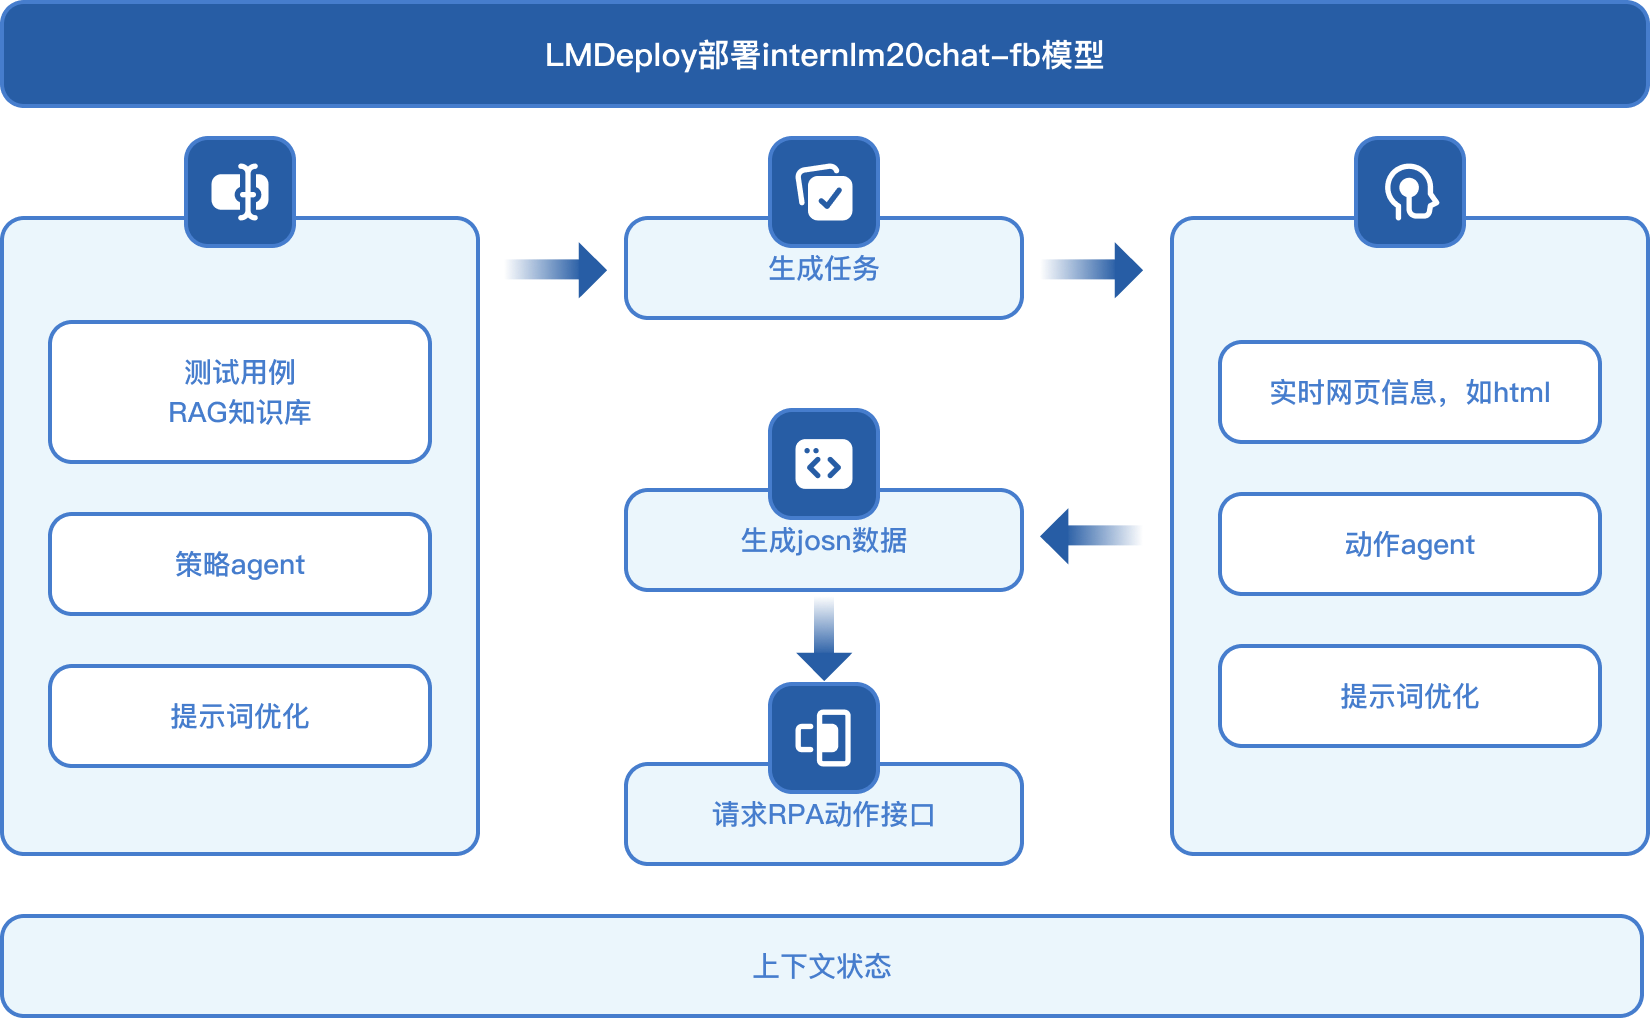 LMDeploy部署internlm20chat-fb模型
测试用例
RAG知识库
策略agent
提示词优化
生成任务
实时网页信息，如html
动作agent
提示词优化
生成josn数据
请求RPA动作接口
上下文状态